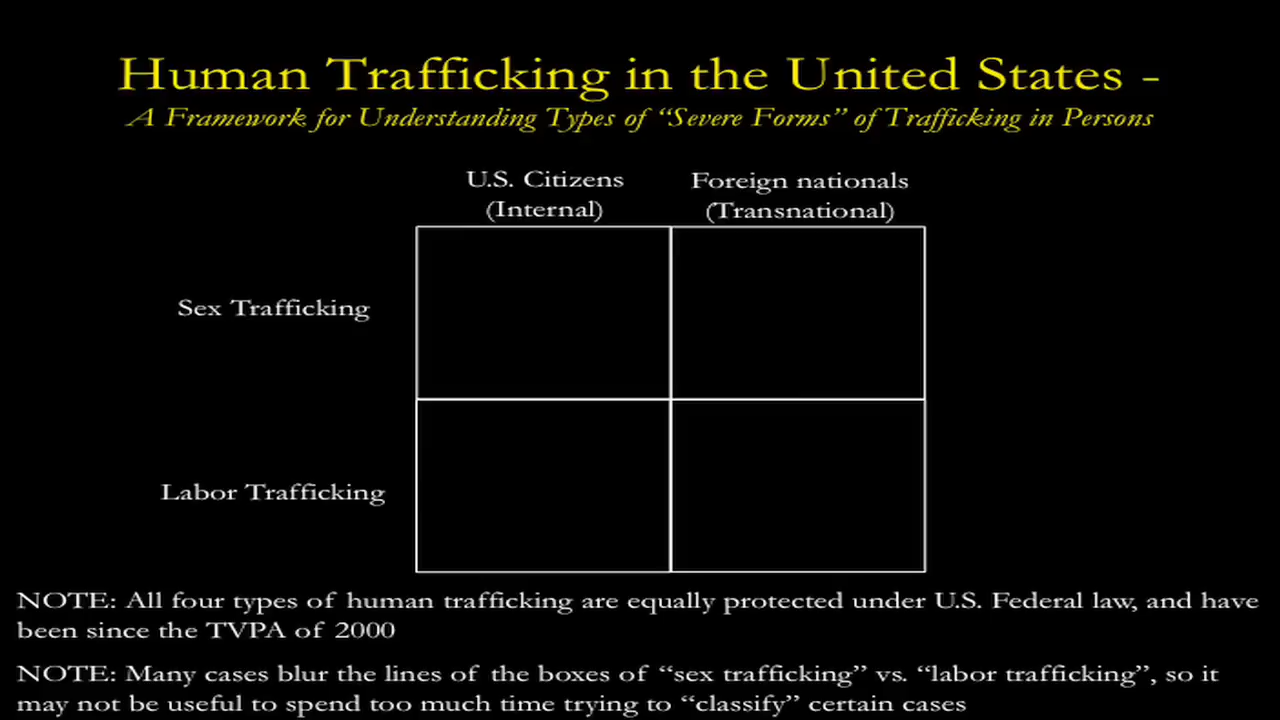 Human Trafficking in the United States -
A Framework for Understanding Types of “Severe Forms” of Trafficking in Persons
U.S. Citizens
(Internal)
Foreign nationals
(Transnational)
Sex Trafficking
Labor Trafficking
NOTE: All four types of human trafficking are equally protected under U.S. Federal law, and have
been since the TVPA of 2000
NOTE: Many cases blur the lines of the boxes of “sex trafficking” vs. “labor trafficking”, so it
may not be useful to spend too much time trying to “classify” certain cases